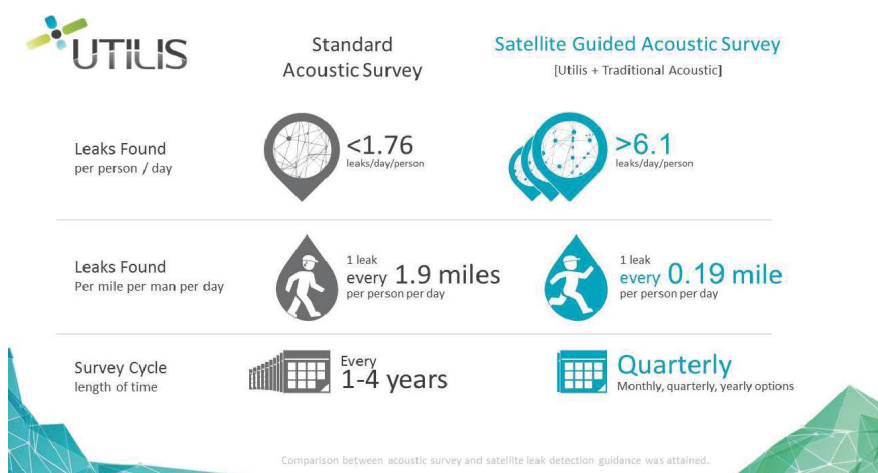 UTILIS
Standard
Acoustic Survey
Satellite Guided Acoustic Survey
[Utilis + Traditional Acoustic]
Leaks Found
per person / day
<1.76
leaks/day/person
>6.1
leaks/day/person
Leaks Found
Per mile per man per day
1 leak
every 1.9 miles
per person per day
1 leak
every 0.19 mile
per person per day
Survey Cycle
length of time
Every
1-4 years
Quarterly
Monthly, quarterly, yearly options
Comparison between acoustic survey and satellite leak detection guidance was attained.